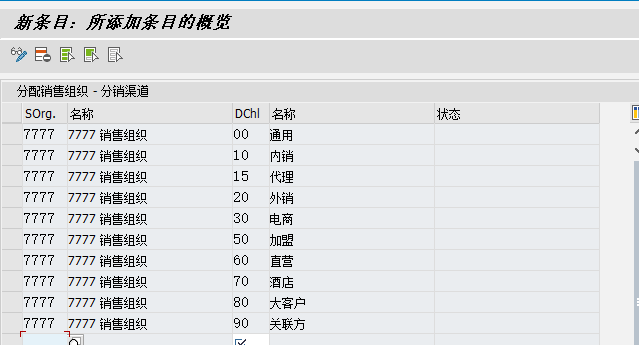 新条目：所添加条目的概览
分配销售组织 - 分销渠道
SOrg. 名称 DChl 名称 状态
7777 7777 销售组织 00 通用
7777 7777 销售组织 10 内销
7777 7777 销售组织 15 代理
7777 7777 销售组织 20 外销
7777 7777 销售组织 30 电商
7777 7777 销售组织 50 加盟
7777 7777 销售组织 60 直营
7777 7777 销售组织 70 酒店
7777 7777 销售组织 80 大客户
7777 7777 销售组织 90 关联方